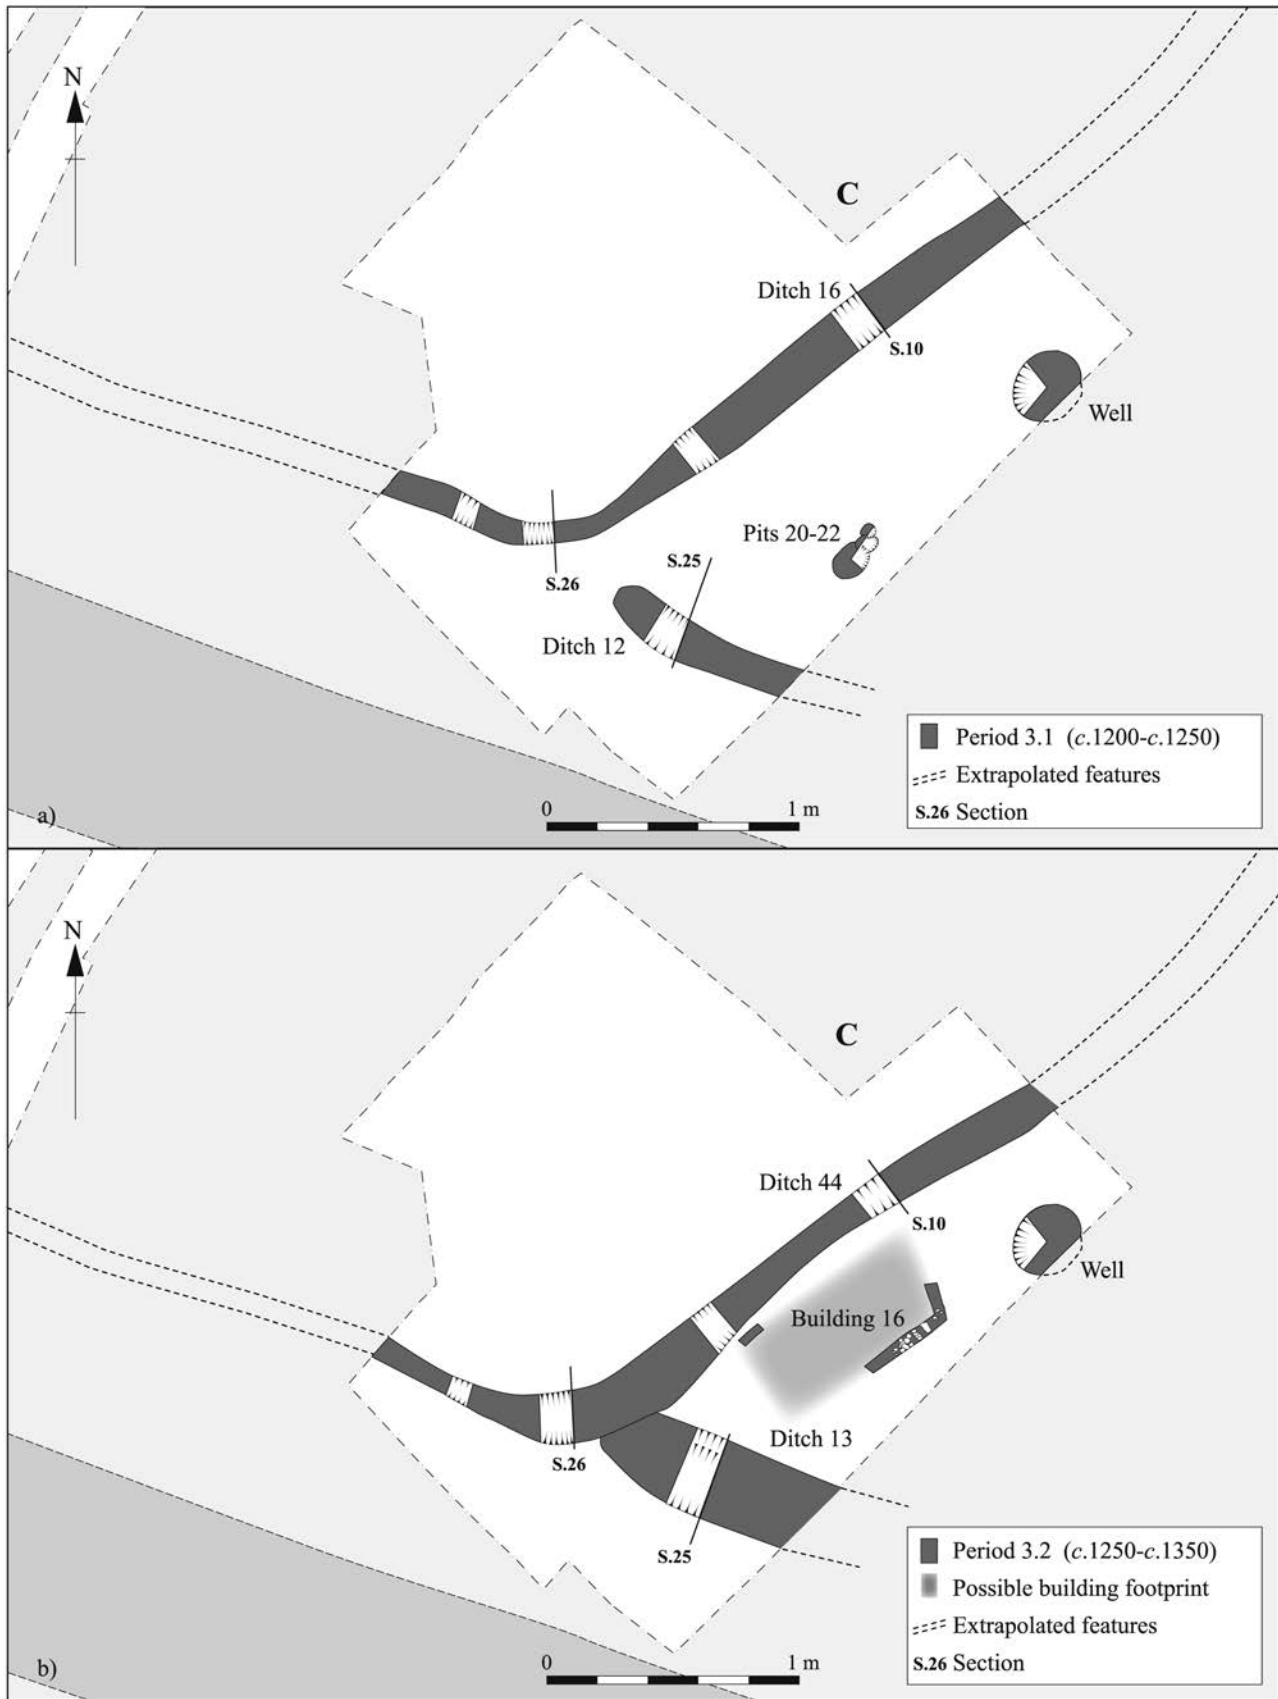 N
C
Ditch 16
S.10
Well
Pits 20-22
S.25
S.26
Ditch 12
Period 3.1 (c.1200-c.1250)
Extrapolated features
S.26 Section
0 1 m
a)
N
C
Ditch 44
S.10
Well
Building 16
Ditch 13
S.26
S.25
Period 3.2 (c.1250-c.1350)
Possible building footprint
Extrapolated features
S.26 Section
0 1 m
b)